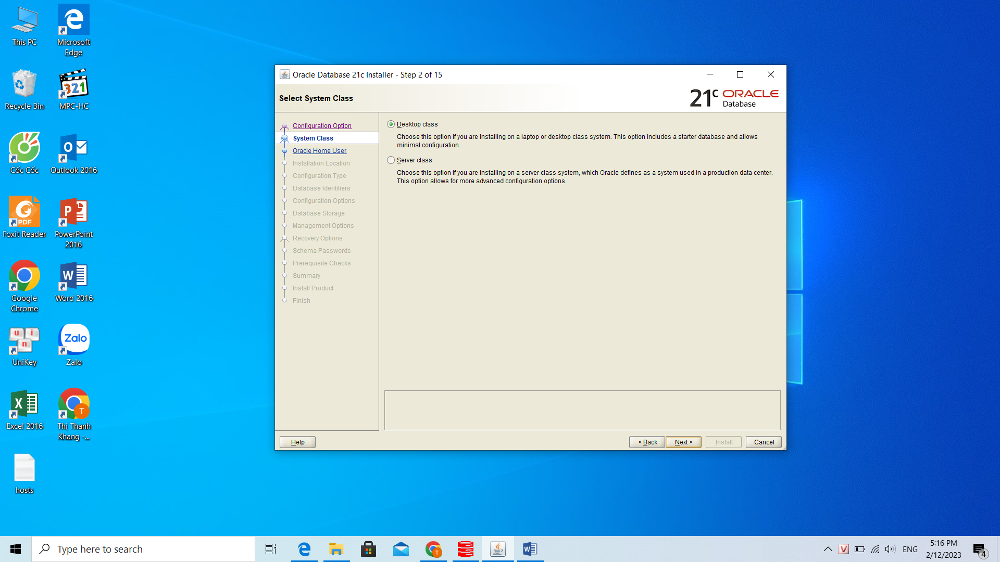 This PC
Microsoft
Edge
Recycle Bin
321
MPC-HC
Cốc Cốc
Outlook 2016
PDF
Foxit Reader
PowerPoint
2016
Google
Chrome
Word 2016
u i
n
UniKey
Zalo
Zalo
Excel 2016
T
Thị Thanh
Khang -...
hosts
Oracle Database 21c Installer - Step 2 of 15
Select System Class
21c ORACLE
Database
Configuration Option
System Class
Oracle Home User
Installation Location
Configuration Type
Database Identifiers
Configuration Options
Database Storage
Management Options
Recovery Options
Schema Passwords
Prerequisite Checks
Summary
Install Product
Finish
Desktop class
Choose this option if you are installing on a laptop or desktop class system. This option includes a starter database and allows
minimal configuration.
Server class
Choose this option if you are installing on a server class system, which Oracle defines as a system used in a production data center.
This option allows for more advanced configuration options.
Help
< Back
Next >
Install
Cancel
Type here to search
T
V
ENG
5:16 PM
2/12/2023
4